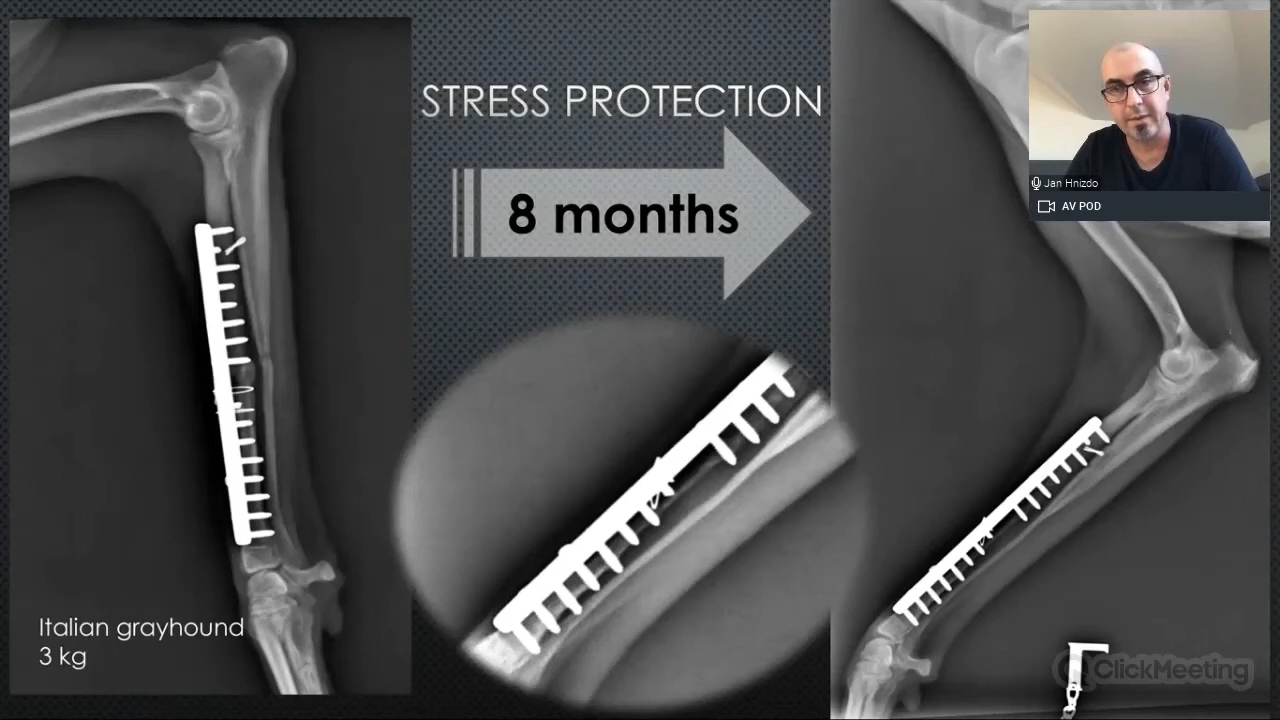 STRESS PROTECTION
8 months
Italian grayhound
3 kg
Jan Hnizdo
AV POD
ClickMeeting